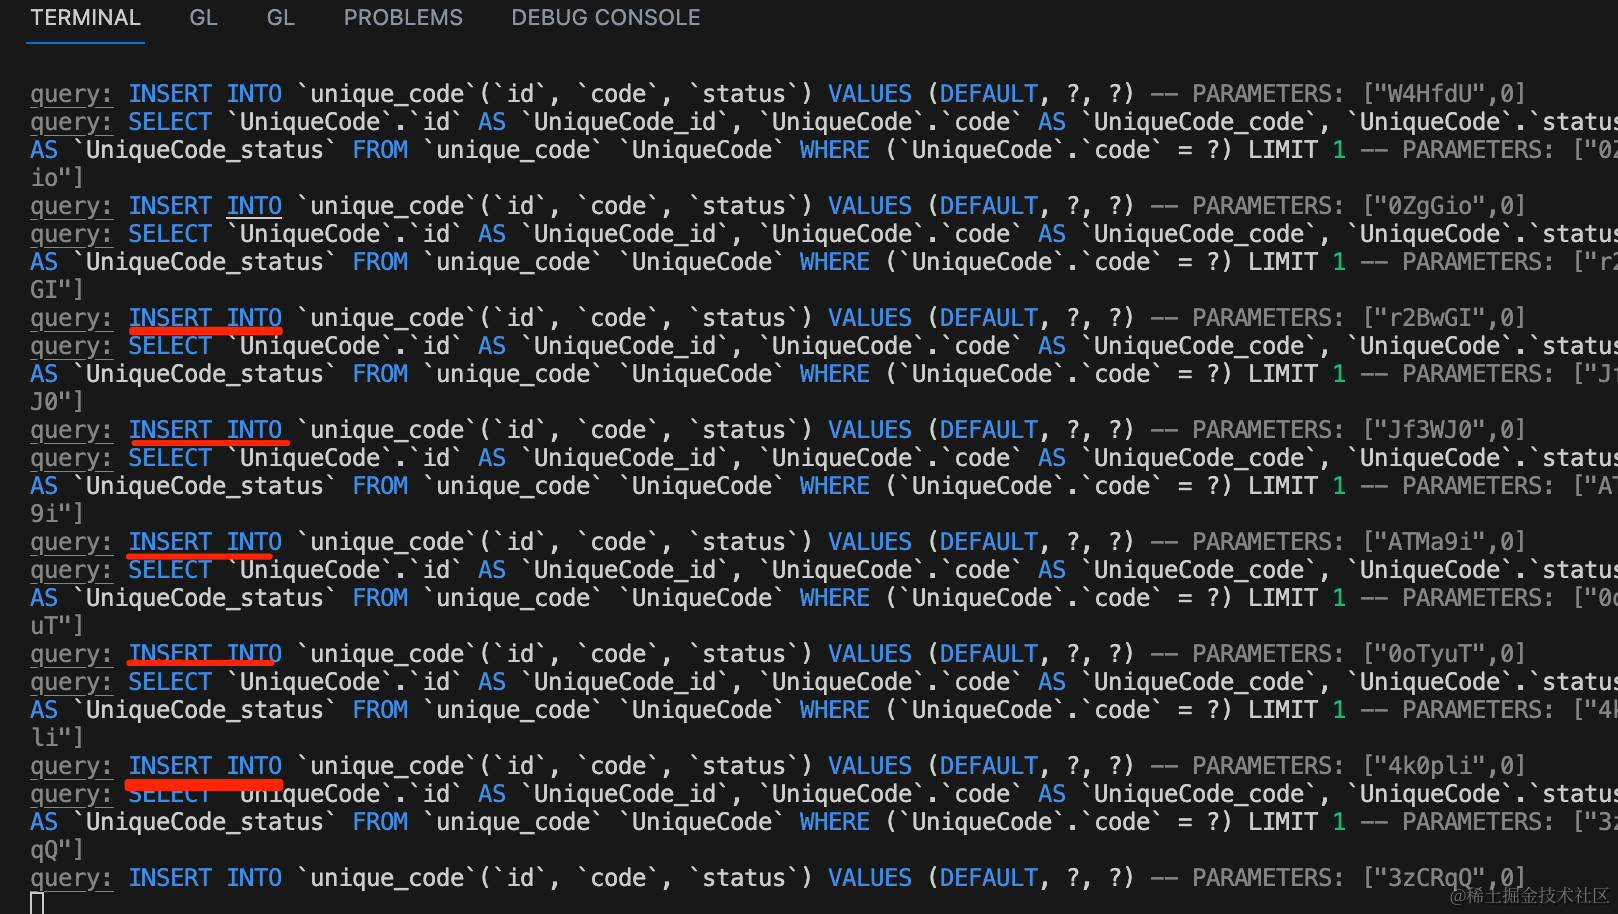 TERMINAL GL GL PROBLEMS DEBUG CONSOLE
query: INSERT INTO `unique_code`(`id`, `code`, `status`) VALUES (DEFAULT, ?, ?) -- PARAMETERS: ["W4HfdU",0]
query: SELECT `UniqueCode`.`id` AS `UniqueCode_id`, `UniqueCode`.`code` AS `UniqueCode_code`, `UniqueCode`.`status
AS `UniqueCode_status` FROM `unique_code` `UniqueCode` WHERE (`UniqueCode`.`code` = ?) LIMIT 1 -- PARAMETERS: ["0Z
io"]
query: INSERT INTO `unique_code`(`id`, `code`, `status`) VALUES (DEFAULT, ?, ?) -- PARAMETERS: ["0ZgGio",0]
query: SELECT `UniqueCode`.`id` AS `UniqueCode_id`, `UniqueCode`.`code` AS `UniqueCode_code`, `UniqueCode`.`status
AS `UniqueCode_status` FROM `unique_code` `UniqueCode` WHERE (`UniqueCode`.`code` = ?) LIMIT 1 -- PARAMETERS: ["r2
GI"]
query: INSERT INTO `unique_code`(`id`, `code`, `status`) VALUES (DEFAULT, ?, ?) -- PARAMETERS: ["r2BwGI",0]
query: SELECT `UniqueCode`.`id` AS `UniqueCode_id`, `UniqueCode`.`code` AS `UniqueCode_code`, `UniqueCode`.`status
AS `UniqueCode_status` FROM `unique_code` `UniqueCode` WHERE (`UniqueCode`.`code` = ?) LIMIT 1 -- PARAMETERS: ["Jf
J0"]
query: INSERT INTO `unique_code`(`id`, `code`, `status`) VALUES (DEFAULT, ?, ?) -- PARAMETERS: ["Jf3WJ0",0]
query: SELECT `UniqueCode`.`id` AS `UniqueCode_id`, `UniqueCode`.`code` AS `UniqueCode_code`, `UniqueCode`.`status
AS `UniqueCode_status` FROM `unique_code` `UniqueCode` WHERE (`UniqueCode`.`code` = ?) LIMIT 1 -- PARAMETERS: ["AT
9i"]
query: INSERT INTO `unique_code`(`id`, `code`, `status`) VALUES (DEFAULT, ?, ?) -- PARAMETERS: ["ATMa9i",0]
query: SELECT `UniqueCode`.`id` AS `UniqueCode_id`, `UniqueCode`.`code` AS `UniqueCode_code`, `UniqueCode`.`status
AS `UniqueCode_status` FROM `unique_code` `UniqueCode` WHERE (`UniqueCode`.`code` = ?) LIMIT 1 -- PARAMETERS: ["0o
uT"]
query: INSERT INTO `unique_code`(`id`, `code`, `status`) VALUES (DEFAULT, ?, ?) -- PARAMETERS: ["0oTyuT",0]
query: SELECT `UniqueCode`.`id` AS `UniqueCode_id`, `UniqueCode`.`code` AS `UniqueCode_code`, `UniqueCode`.`status
AS `UniqueCode_status` FROM `unique_code` `UniqueCode` WHERE (`UniqueCode`.`code` = ?) LIMIT 1 -- PARAMETERS: ["4k
li"]
query: INSERT INTO `unique_code`(`id`, `code`, `status`) VALUES (DEFAULT, ?, ?) -- PARAMETERS: ["4k0pli",0]
query: SELECT `UniqueCode`.`id` AS `UniqueCode_id`, `UniqueCode`.`code` AS `UniqueCode_code`, `UniqueCode`.`status
AS `UniqueCode_status` FROM `unique_code` `UniqueCode` WHERE (`UniqueCode`.`code` = ?) LIMIT 1 -- PARAMETERS: ["3z
qQ"]
query: INSERT INTO `unique_code`(`id`, `code`, `status`) VALUES (DEFAULT, ?, ?) -- PARAMETERS: ["3zCRqQ",0]
@稀土掘金技术社区